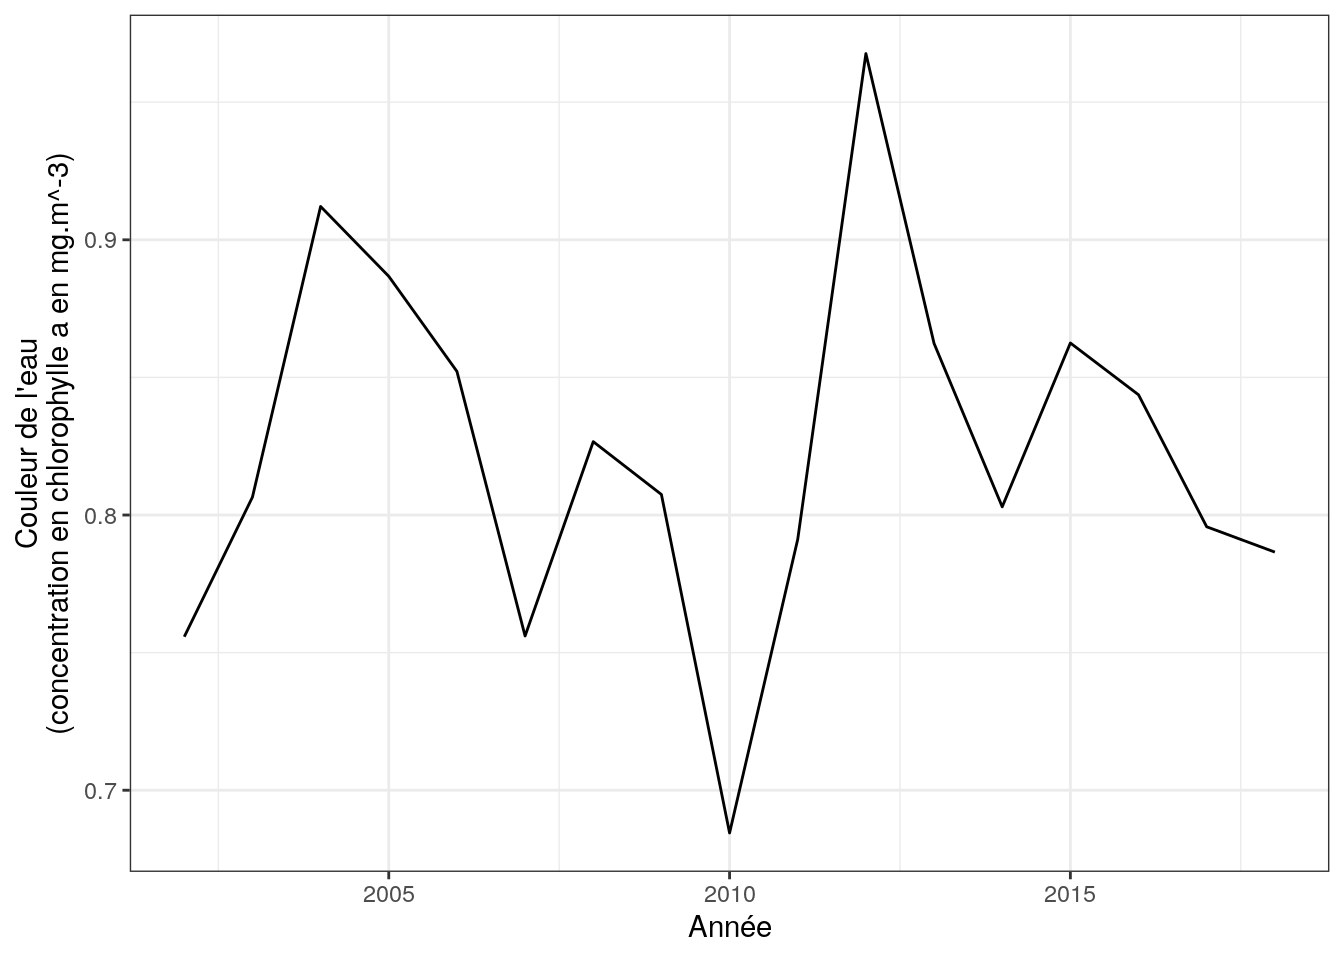 Couleur de l'eau
(concentration en chlorophylle a en mg.m^-3)
0.9
0.8
0.7
2005
2010
2015
Année